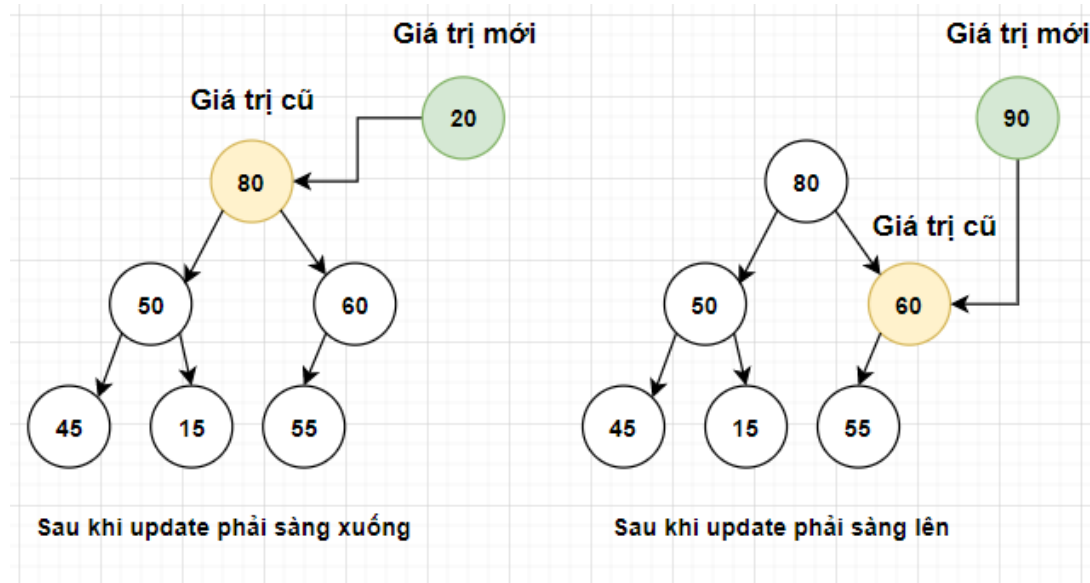 Giá trị mới
20
Giá trị cũ
80
50
60
45
15
55
Sau khi update phải sàng xuống
Giá trị mới
90
80
Giá trị cũ
50
60
45
15
55
Sau khi update phải sàng lên